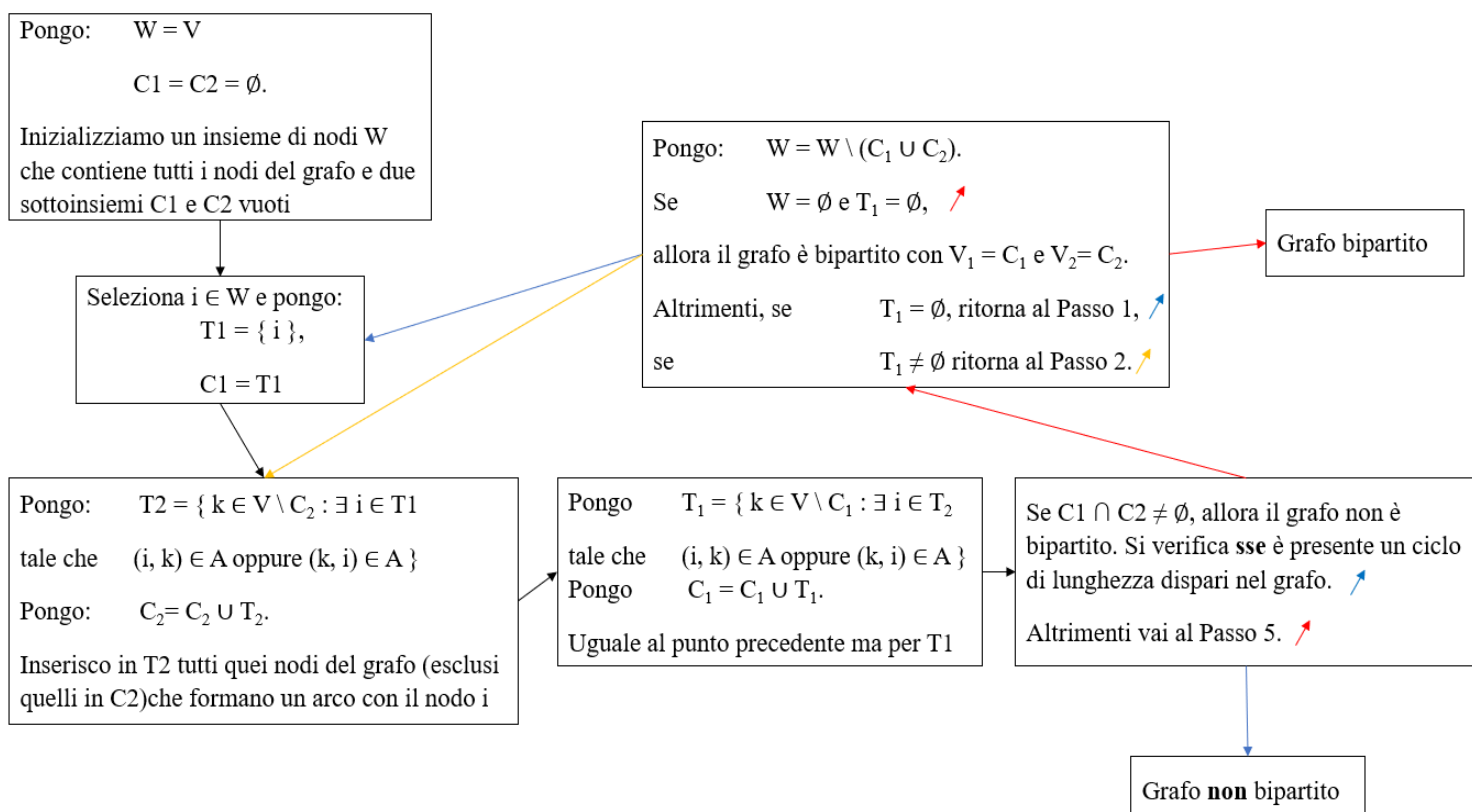 Pongo: W = V
C1 = C2 = ∅.
Inizializziamo un insieme di nodi W
che contiene tutti i nodi del grafo e due
sottoinsiemi C1 e C2 vuoti
Seleziona i ∈ W e pongo:
T1 = { i },
C1 = T1
Pongo: T2 = { k ∈ V \ C₂ : ∃ i ∈ T1
tale che (i, k) ∈ A oppure (k, i) ∈ A }
Pongo: C₂= C₂ ∪ T₂.
Inserisco in T2 tutti quei nodi del grafo (esclusi
quelli in C2)che formano un arco con il nodo i
Pongo T₁ = { k ∈ V \ C₁ : ∃ i ∈ T₂
tale che (i, k) ∈ A oppure (k, i) ∈ A }
Pongo C₁ = C₁ ∪ T₁.
Uguale al punto precedente ma per T1
Se C1 ∩ C2 ≠ ∅, allora il grafo non è
bipartito. Si verifica sse è presente un ciclo
di lunghezza dispari nel grafo.
Altrimenti vai al Passo 5.
Pongo: W = W \ (C₁ ∪ C₂).
Se W = ∅ e T₁ = ∅,
allora il grafo è bipartito con V₁ = C₁ e V₂= C₂.
Altrimenti, se T₁ = ∅, ritorna al Passo 1,
se T₁ ≠ ∅ ritorna al Passo 2.
Grafo bipartito
Grafo non bipartito